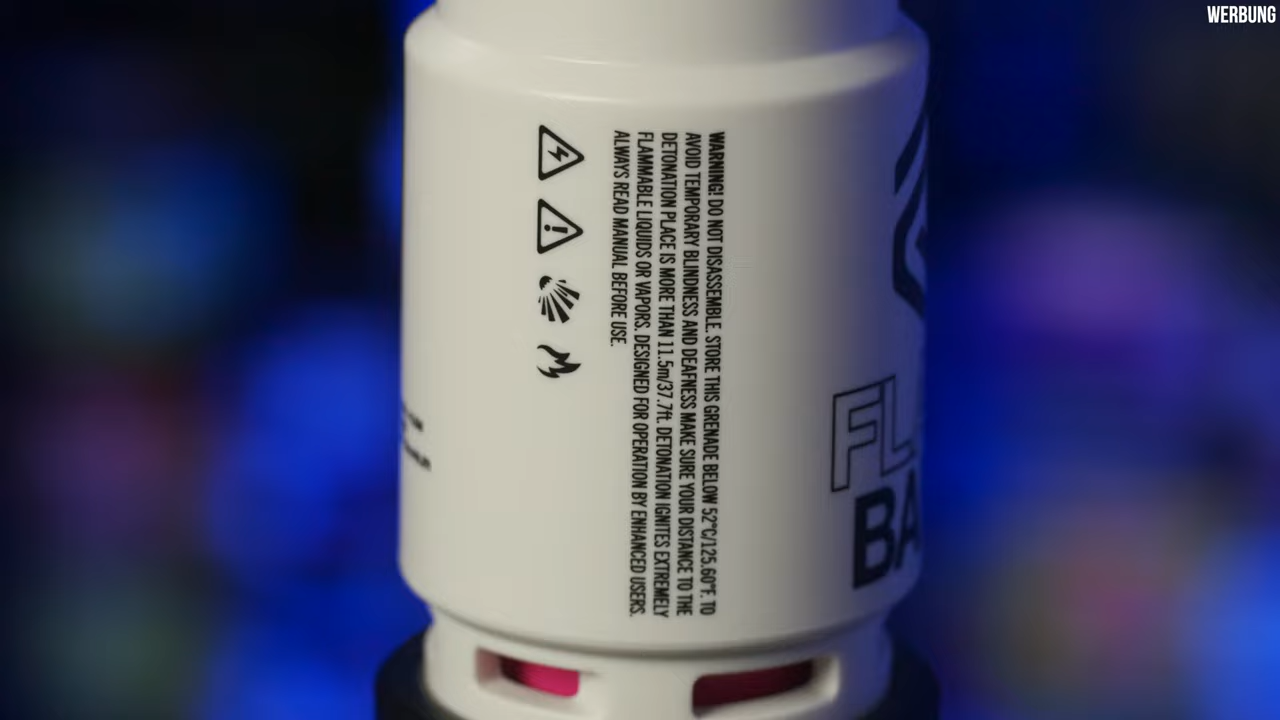 WERBUNG
WARNING! DO NOT DISASSEMBLE. STORE THIS GRENADE BELOW 52°C/125.60°F. TO
AVOID TEMPORARY BLINDNESS AND DEAFNESS MAKE SURE YOUR DISTANCE TO THE
DETONATION PLACE IS MORE THAN 11.5m/37.7ft. DETONATION IGNITES EXTREMELY
FLAMMABLE LIQUIDS OR VAPORS. DESIGNED FOR OPERATION BY ENHANCED USERS.
ALWAYS READ MANUAL BEFORE USE.
FL
BA